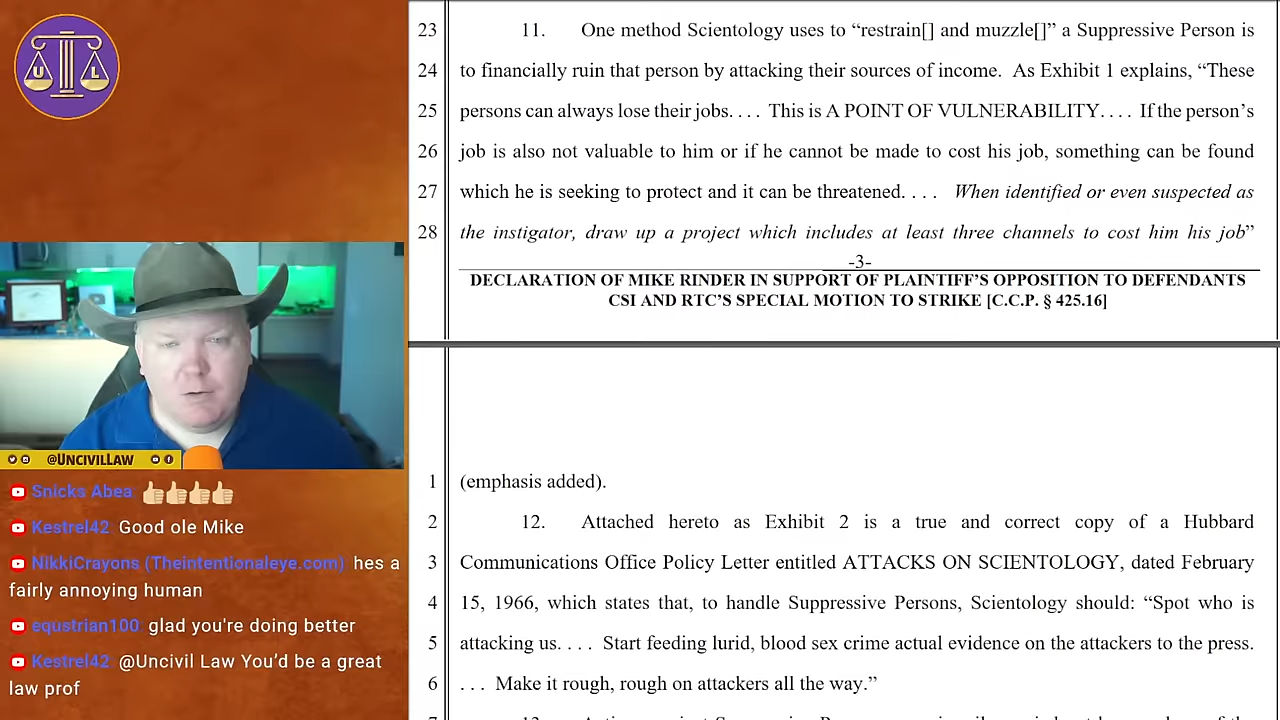 U L
@UNCIVILLAW
Snicks Abea: 👍🏼👍🏼👍🏼👍🏼
Kestrel42: Good ole Mike
NikkiCrayons (Theintentionaleye.com): hes a
fairly annoying human
equstrian100: glad you're doing better
Kestrel42: @Uncivil Law You’d be a great
law prof
23 11. One method Scientology uses to “restrain[] and muzzle[]” a Suppressive Person is
24 to financially ruin that person by attacking their sources of income. As Exhibit 1 explains, “These
25 persons can always lose their jobs. . . . This is A POINT OF VULNERABILITY. . . . If the person’s
26 job is also not valuable to him or if he cannot be made to cost his job, something can be found
27 which he is seeking to protect and it can be threatened. . . . When identified or even suspected as
28 the instigator, draw up a project which includes at least three channels to cost him his job”
-3-
DECLARATION OF MIKE RINDER IN SUPPORT OF PLAINTIFF’S OPPOSITION TO DEFENDANTS
CSI AND RTC’S SPECIAL MOTION TO STRIKE [C.C.P. § 425.16]
1 (emphasis added).
2 12. Attached hereto as Exhibit 2 is a true and correct copy of a Hubbard
3 Communications Office Policy Letter entitled ATTACKS ON SCIENTOLOGY, dated February
4 15, 1966, which states that, to handle Suppressive Persons, Scientology should: “Spot who is
5 attacking us. . . . Start feeding lurid, blood sex crime actual evidence on the attackers to the press.
6 . . . Make it rough, rough on attackers all the way.”